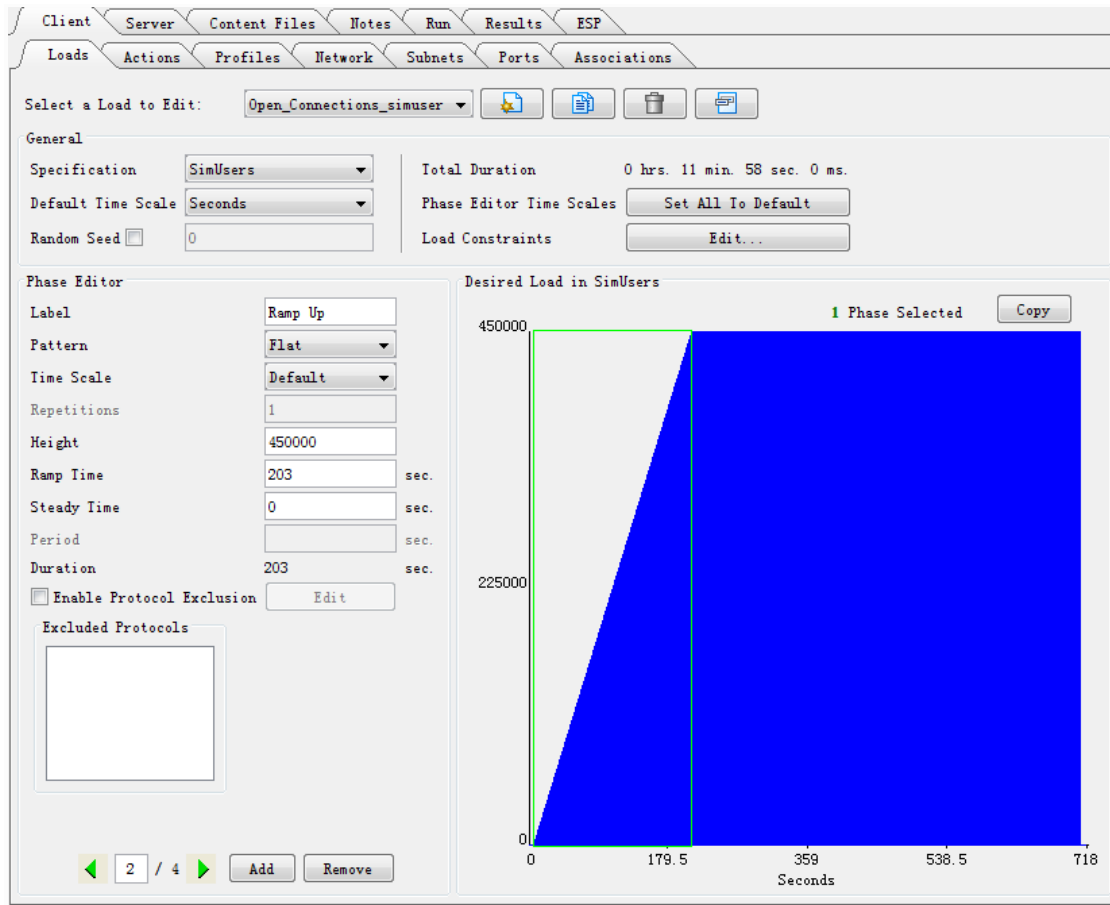 Client Server Content Files Notes Run Results ESP
Loads Actions Profiles Network Subnets Ports Associations
Select a Load to Edit: Open_Connections_simuser
General
Specification SimUsers Total Duration 0 hrs. 11 min. 58 sec. 0 ms.
Default Time Scale Seconds Phase Editor Time Scales Set All To Default
Random Seed 0 Load Constraints Edit...
Phase Editor Desired Load in SimUsers
Label Ramp Up 1 Phase Selected Copy
450000
Pattern Flat
Time Scale Default
Repetitions 1
Height 450000
Ramp Time 203 sec.
Steady Time 0 sec.
Period sec.
Duration 203 sec.
225000
Enable Protocol Exclusion Edit
Excluded Protocols
0
0 179.5 359 538.5 718
2 / 4 Add Remove
Seconds